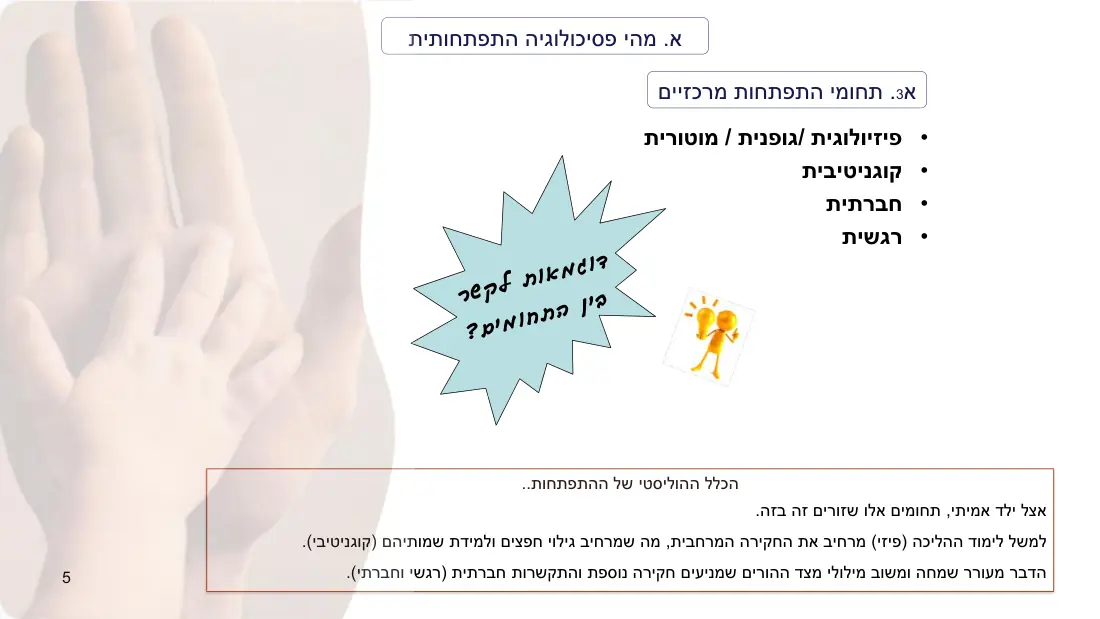 א. מהי פסיכולוגיה התפתחותית
א3. תחומי התפתחות מרכזיים
• פיזיולוגית /גופנית / מוטורית
• קוגניטיבית
• חברתית
• רגשית
דוגמאות לקשר
בין התחומים?
הכלל ההוליסטי של ההתפתחות..
אצל ילד אמיתי, תחומים אלו שזורים זה בזה.
למשל לימוד ההליכה (פיזי) מרחיב את החקירה המרחבית, מה שמרחיב גילוי חפצים ולמידת שמותיהם (קוגניטיבי).
הדבר מעורר שמחה ומשוב מילולי מצד ההורים שמניעים חקירה נוספת והתקשרות חברתית (רגשי וחברתי).
5